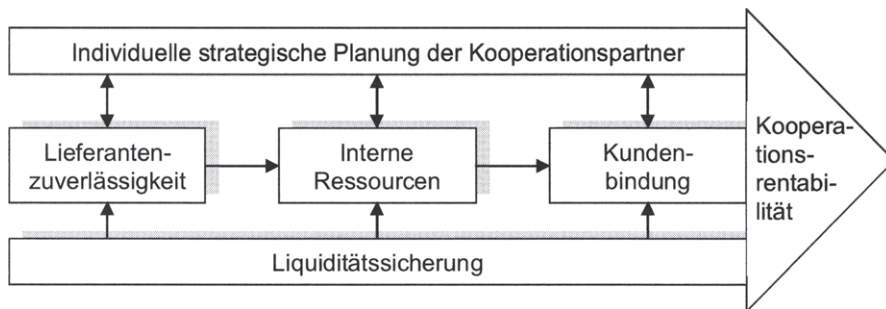 Individuelle strategische Planung der Kooperationspartner
Lieferanten-
zuverlässigkeit
Interne
Ressourcen
Kunden-
bindung
Koopera-
tions-
rentabi-
lität
Liquiditätssicherung